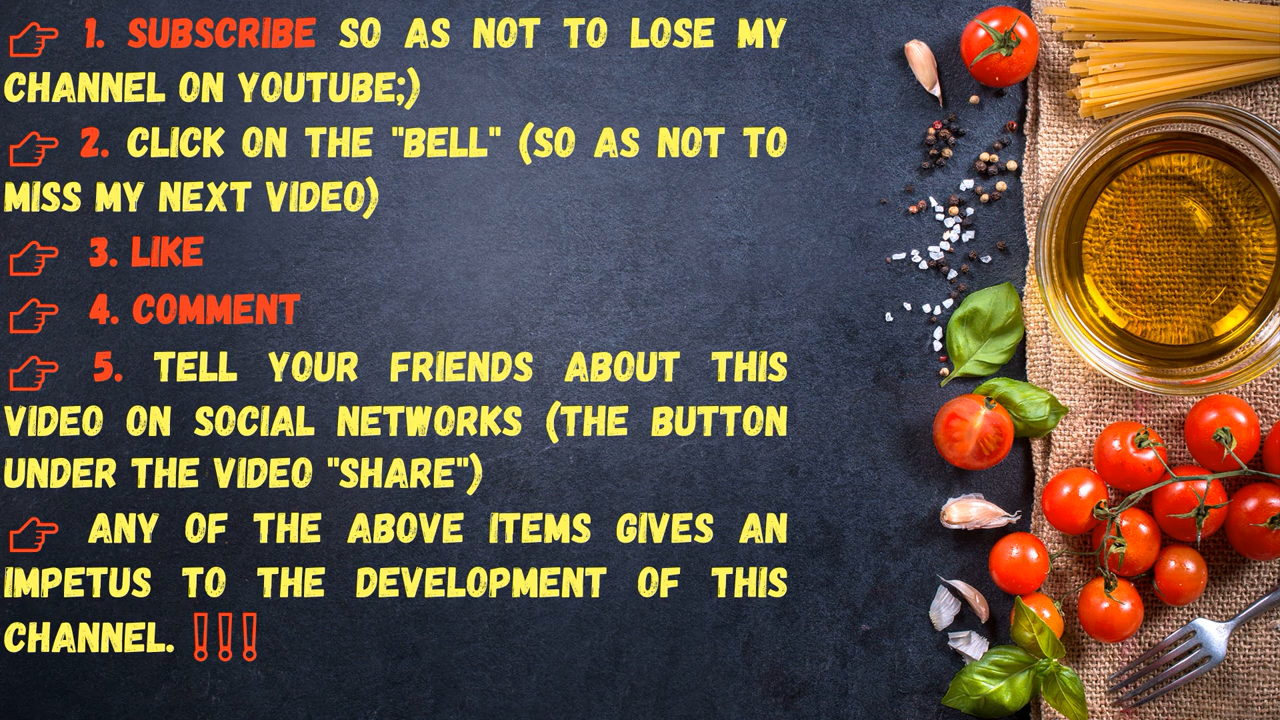 👉 1. SUBSCRIBE SO AS NOT TO LOSE MY
CHANNEL ON YOUTUBE;)
👉 2. CLICK ON THE "BELL" (SO AS NOT TO
MISS MY NEXT VIDEO)
👉 3. LIKE
👉 4. COMMENT
👉 5. TELL YOUR FRIENDS ABOUT THIS
VIDEO ON SOCIAL NETWORKS (THE BUTTON
UNDER THE VIDEO "SHARE")
👉 ANY OF THE ABOVE ITEMS GIVES AN
IMPETUS TO THE DEVELOPMENT OF THIS
CHANNEL. !!!